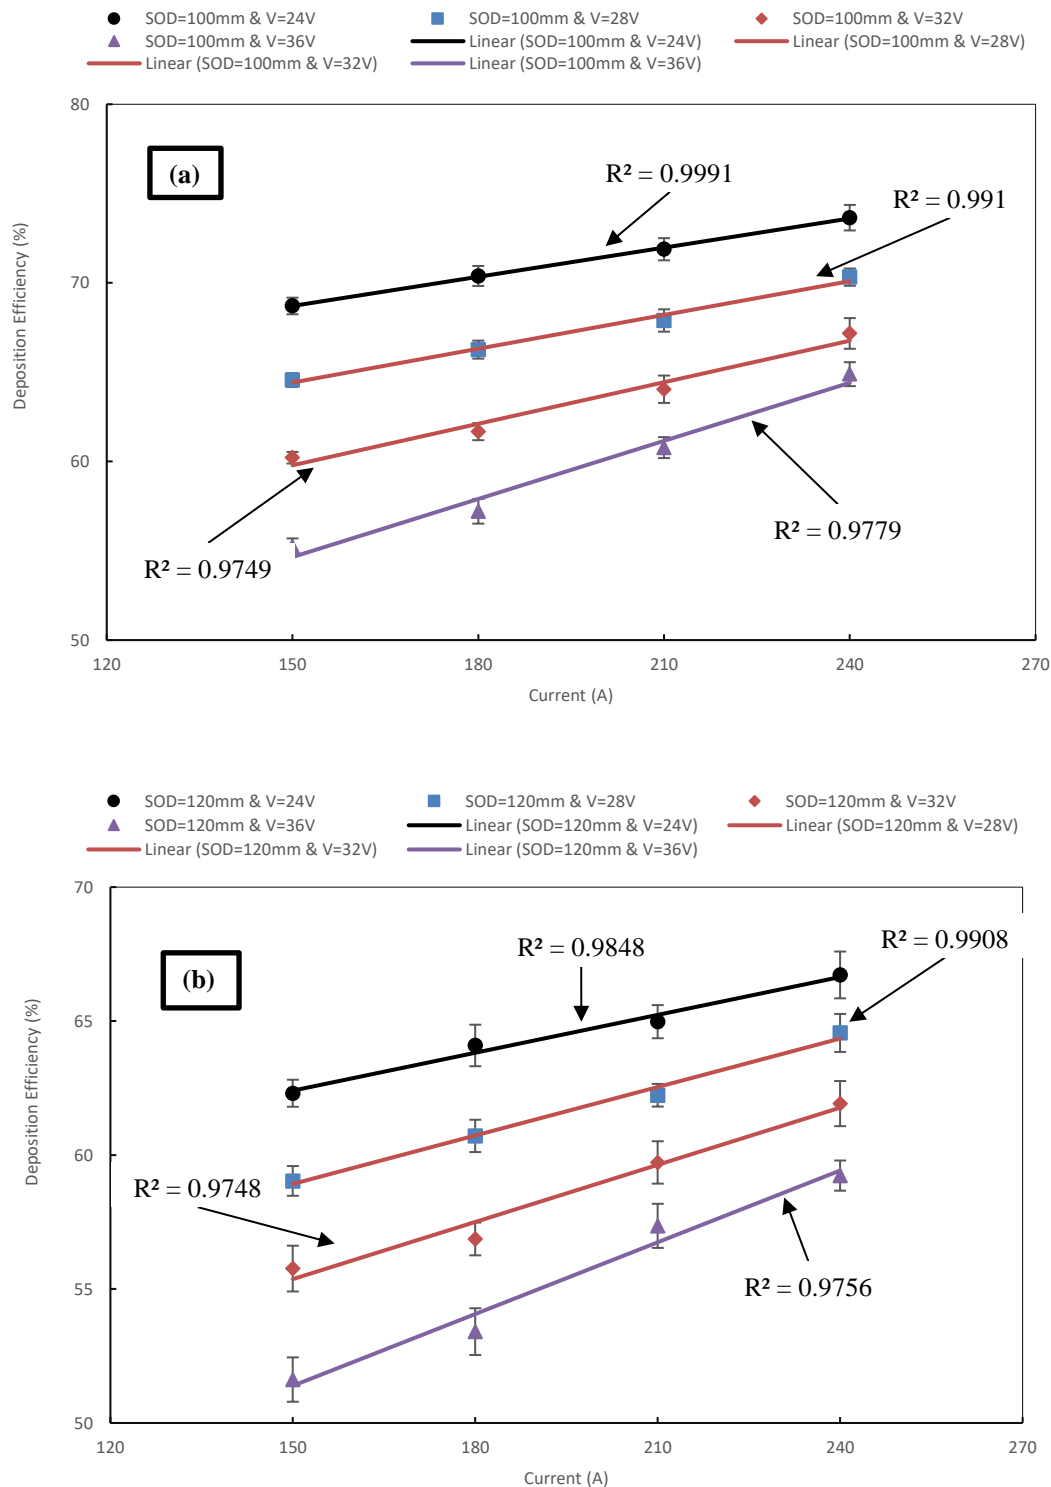 SOD=100mm & V=24V SOD=100mm & V=28V SOD=100mm & V=32V
SOD=100mm & V=36V Linear (SOD=100mm & V=24V) Linear (SOD=100mm & V=28V)
Linear (SOD=100mm & V=32V) Linear (SOD=100mm & V=36V)
80
(a)
R² = 0.9991
R² = 0.991
70
Deposition Efficiency (%)
60
R² = 0.9779
R² = 0.9749
50
120 150 180 210 240 270
Current (A)
SOD=120mm & V=24V SOD=120mm & V=28V SOD=120mm & V=32V
SOD=120mm & V=36V Linear (SOD=120mm & V=24V) Linear (SOD=120mm & V=28V)
Linear (SOD=120mm & V=32V) Linear (SOD=120mm & V=36V)
70
R² = 0.9848
R² = 0.9908
(b)
65
Deposition Efficiency (%)
60
R² = 0.9748
55
R² = 0.9756
50
120 150 180 210 240 270
Current (A)